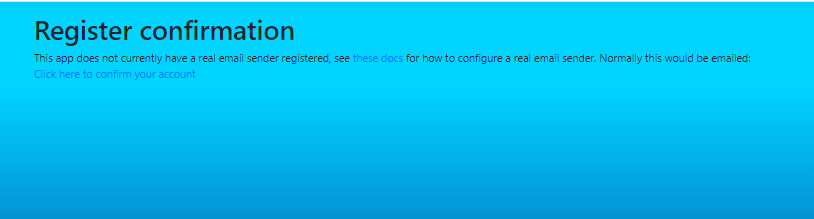 Register confirmation
This app does not currently have a real email sender registered, see these docs for how to configure a real email sender. Normally this would be emailed:
Click here to confirm your account